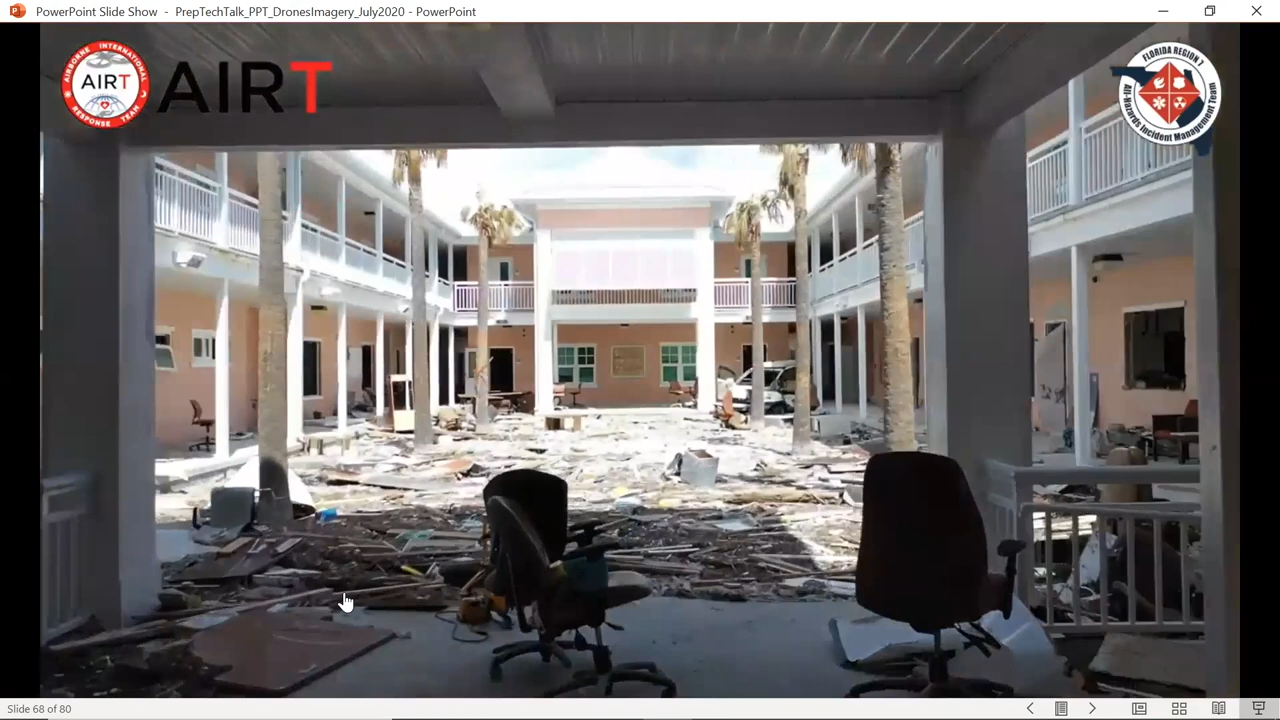 PowerPoint Slide Show - PrepTechTalk_PPT_DronesImagery_July2020 - PowerPoint
AIRBORNE INTERNATIONAL
AIRT
RESPONSE TEAM
AIRT
FLORIDA REGION 7
All-Hazards Incident Management Team
Slide 68 of 80